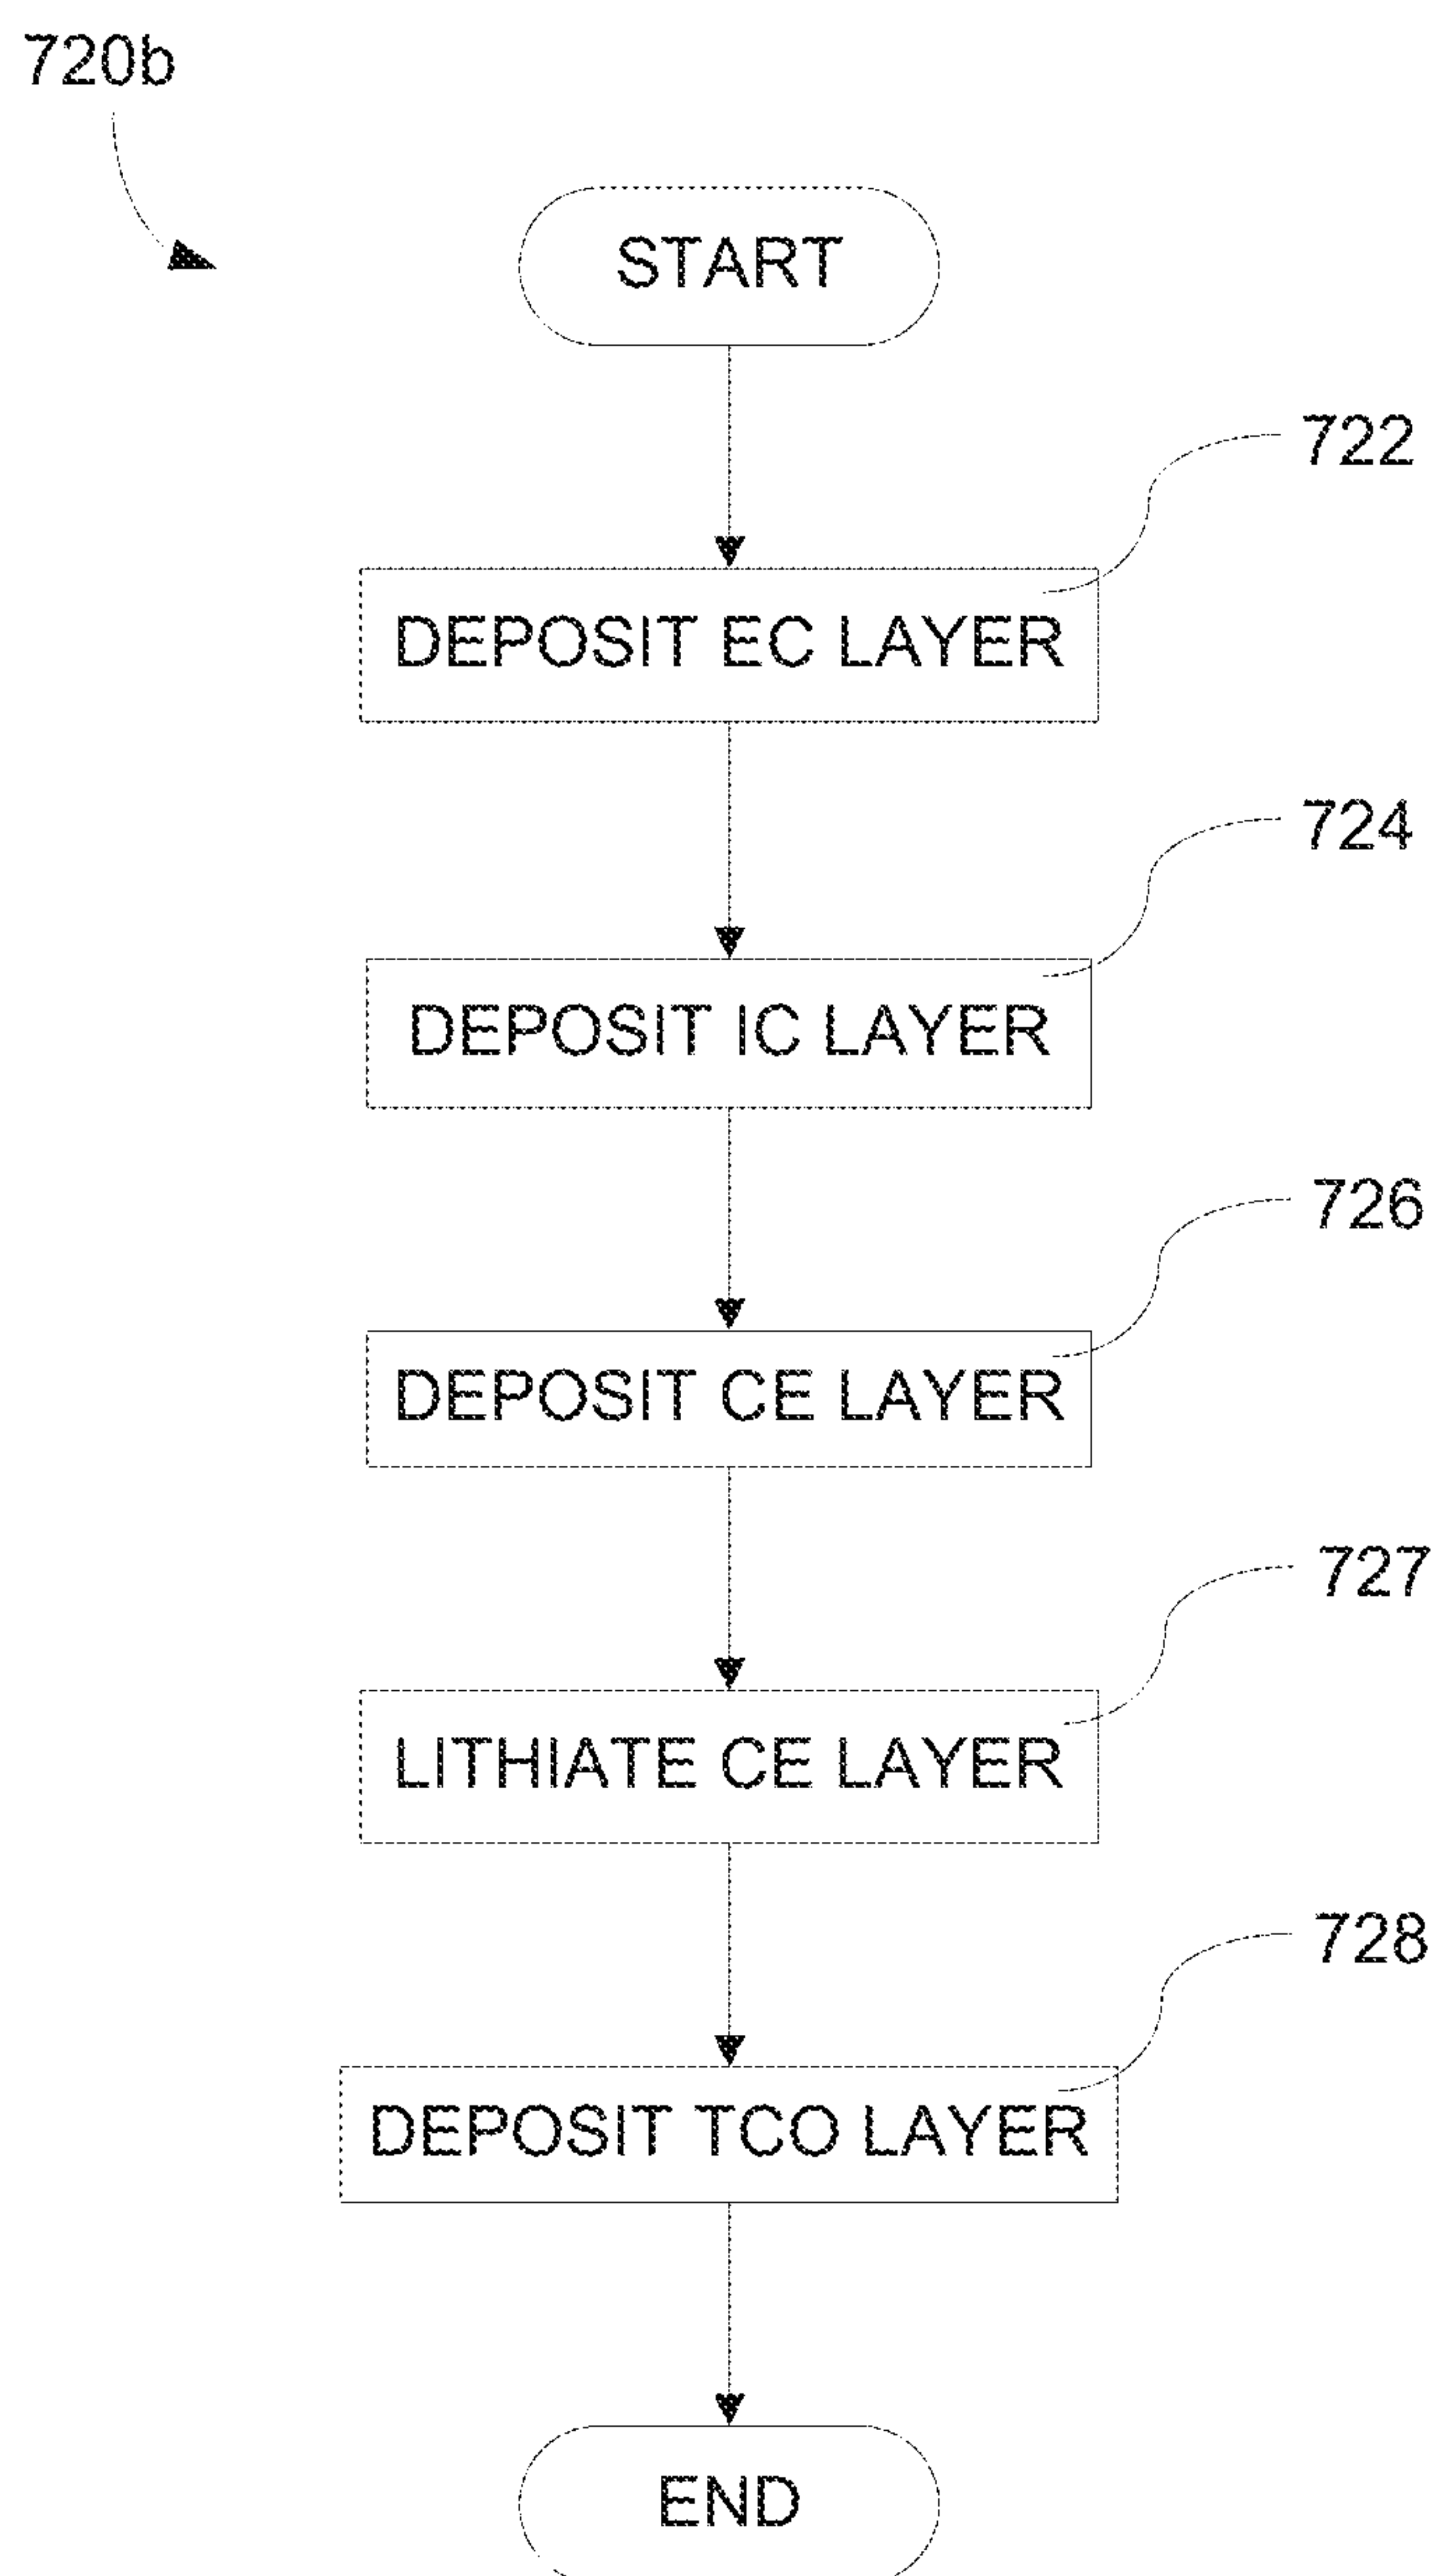 720b
START
722
DEPOSIT EC LAYER
724
DEPOSIT IC LAYER
726
DEPOSIT CE LAYER
727
LITHIATE CE LAYER
728
DEPOSIT TCO LAYER
END